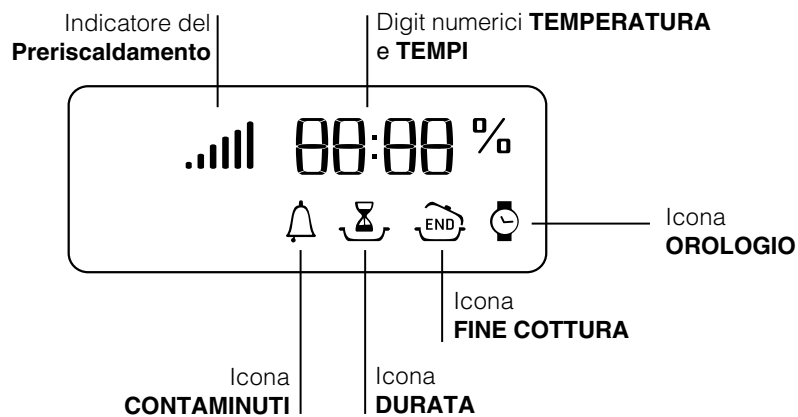 Indicatore del
Preriscaldamento
Digit numerici TEMPERATURA
e TEMPI
88:88 %
END
Icona
OROLOGIO
Icona
FINE COTTURA
Icona
CONTAMINUTI
Icona
DURATA